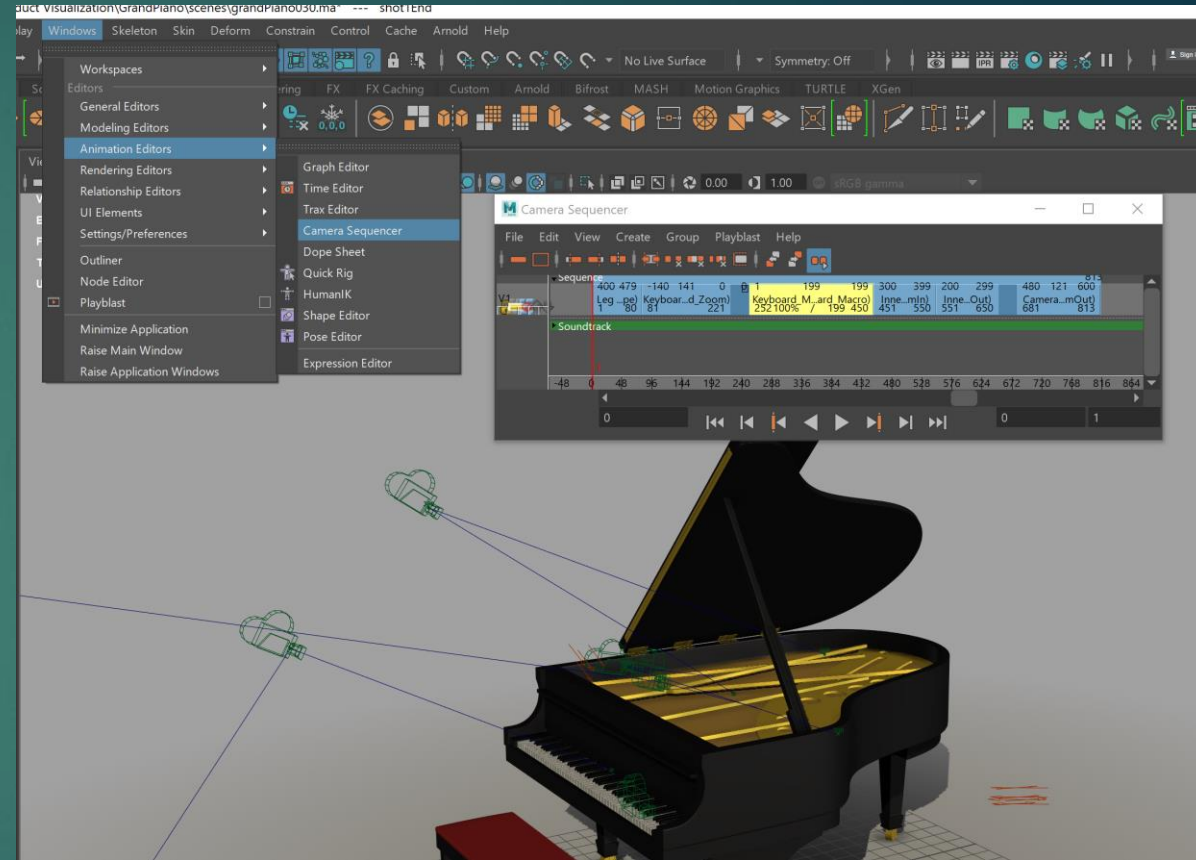 duct Visualization\GrandPiano\scenes\grandPiano030.ma* --- shot1End
play Windows Skeleton Skin Deform Constrain Control Cache Arnold Help
No Live Surface Symmetry: Off IPR Sign
ring FX FX Caching Custom Arnold Bifrost MASH Motion Graphics TURTLE XGen
0,0,0
Workspaces
Editors
General Editors
Modeling Editors
Animation Editors
Rendering Editors
Relationship Editors
UI Elements
Settings/Preferences
Outliner
Node Editor
Playblast
Minimize Application
Raise Main Window
Raise Application Windows
Graph Editor
Time Editor
Trax Editor
Camera Sequencer
Dope Sheet
Quick Rig
HumanIK
Shape Editor
Pose Editor
Expression Editor
0.00 1.00 sRGB gamma
M Camera Sequencer
File Edit View Create Group Playblast Help
Sequence 813
400 479 -140 141 0 1 199 199 300 399 200 299 480 121 600
V1 Leg ...pe) Keyboar...d_Zoom) Keyboard_M...ard_Macro) Inne...mIn) Inne...Out) Camera...mOut)
1 80 81 221 252 100% / 199 450 451 550 551 650 681 813
Soundtrack
-48 0 48 96 144 192 240 288 336 384 432 480 528 576 624 672 720 768 816 864
0 0 1